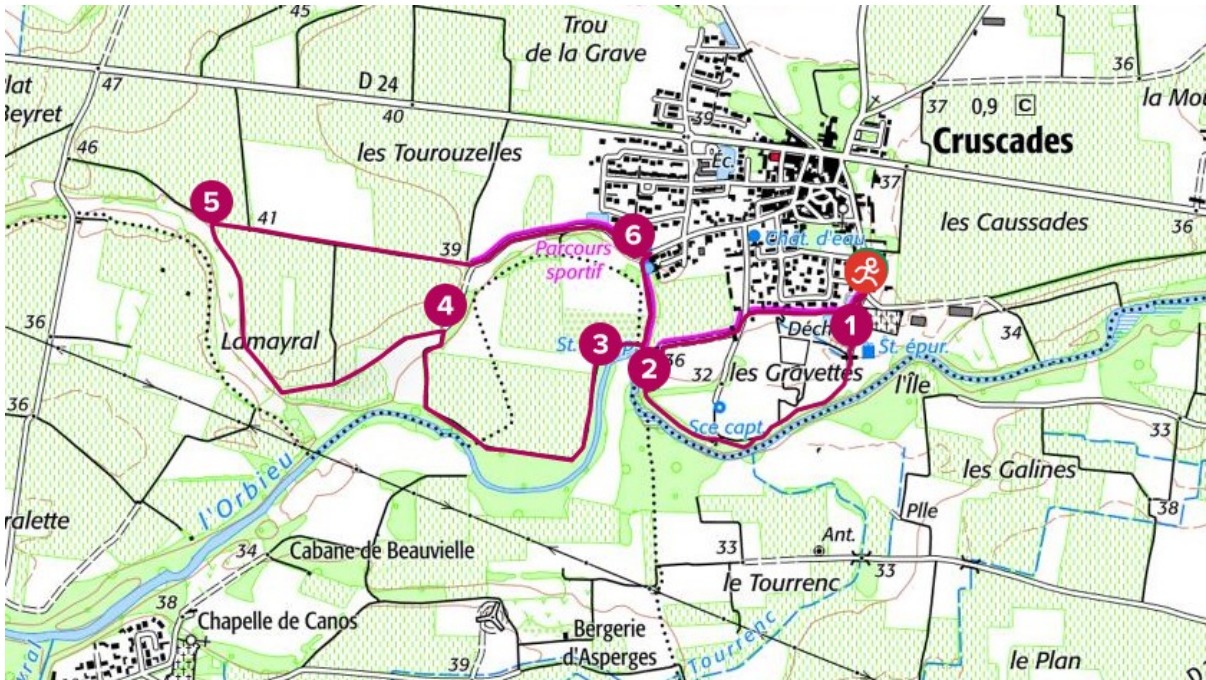 45
Trou
de la Grave
36
47
D 24
40
39
37
0,9 C
la Mou
lat
Beyret
les Tourouzelles
Éc.
Cruscades
46
37
5
41
39
6
Chat. d'eau
les Caussades
36
Parcours
sportif
4
36
Lamayral
St.
P
3
2
36
Déch
1
St. épur.
34
32
les Gravettes
l'Île
36
Sce capt.
33
l'Orbieu
les Galines
ralette
Plle
38
34
Cabane de Beauvielle
33
Ant.
33
le Tourrenc
38
Chapelle de Canos
Bergerie
d'Asperges
39
Tourrenc
le Plan
yral
D